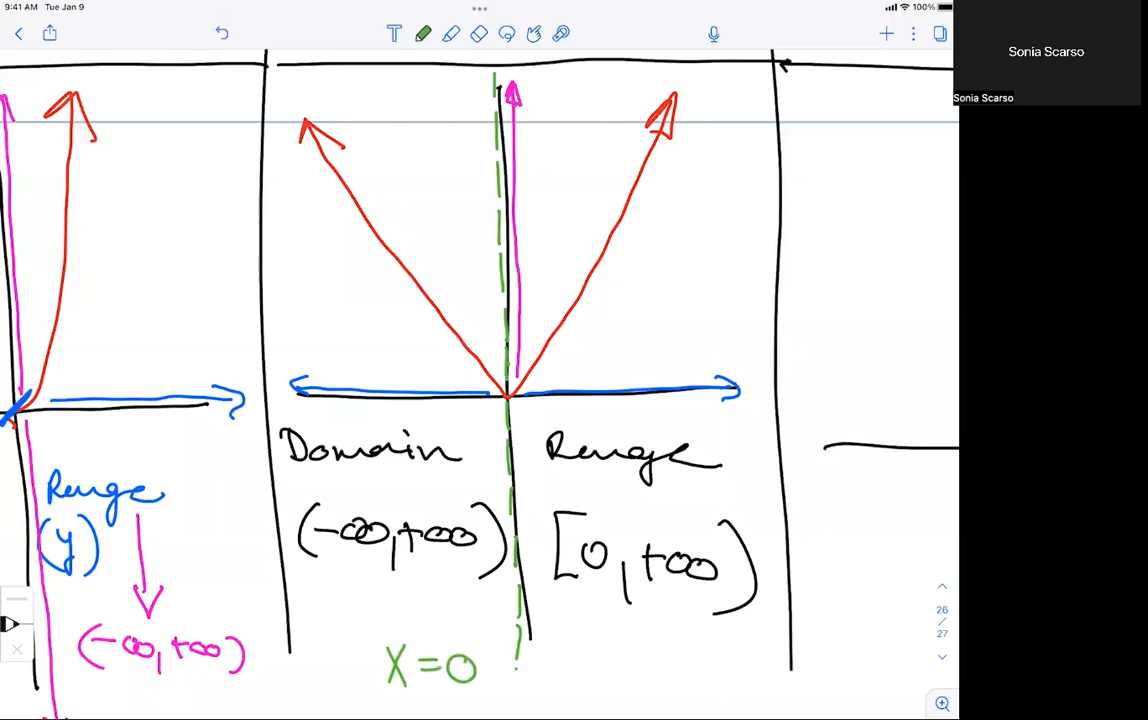 9:41 AM Tue Jan 9
100%
Sonia Scarso
Sonia Scarso
Domain
Range
(-∞,+∞)
[0,+∞)
X=0
Range
(y)
(-∞,+∞)
26
/
27